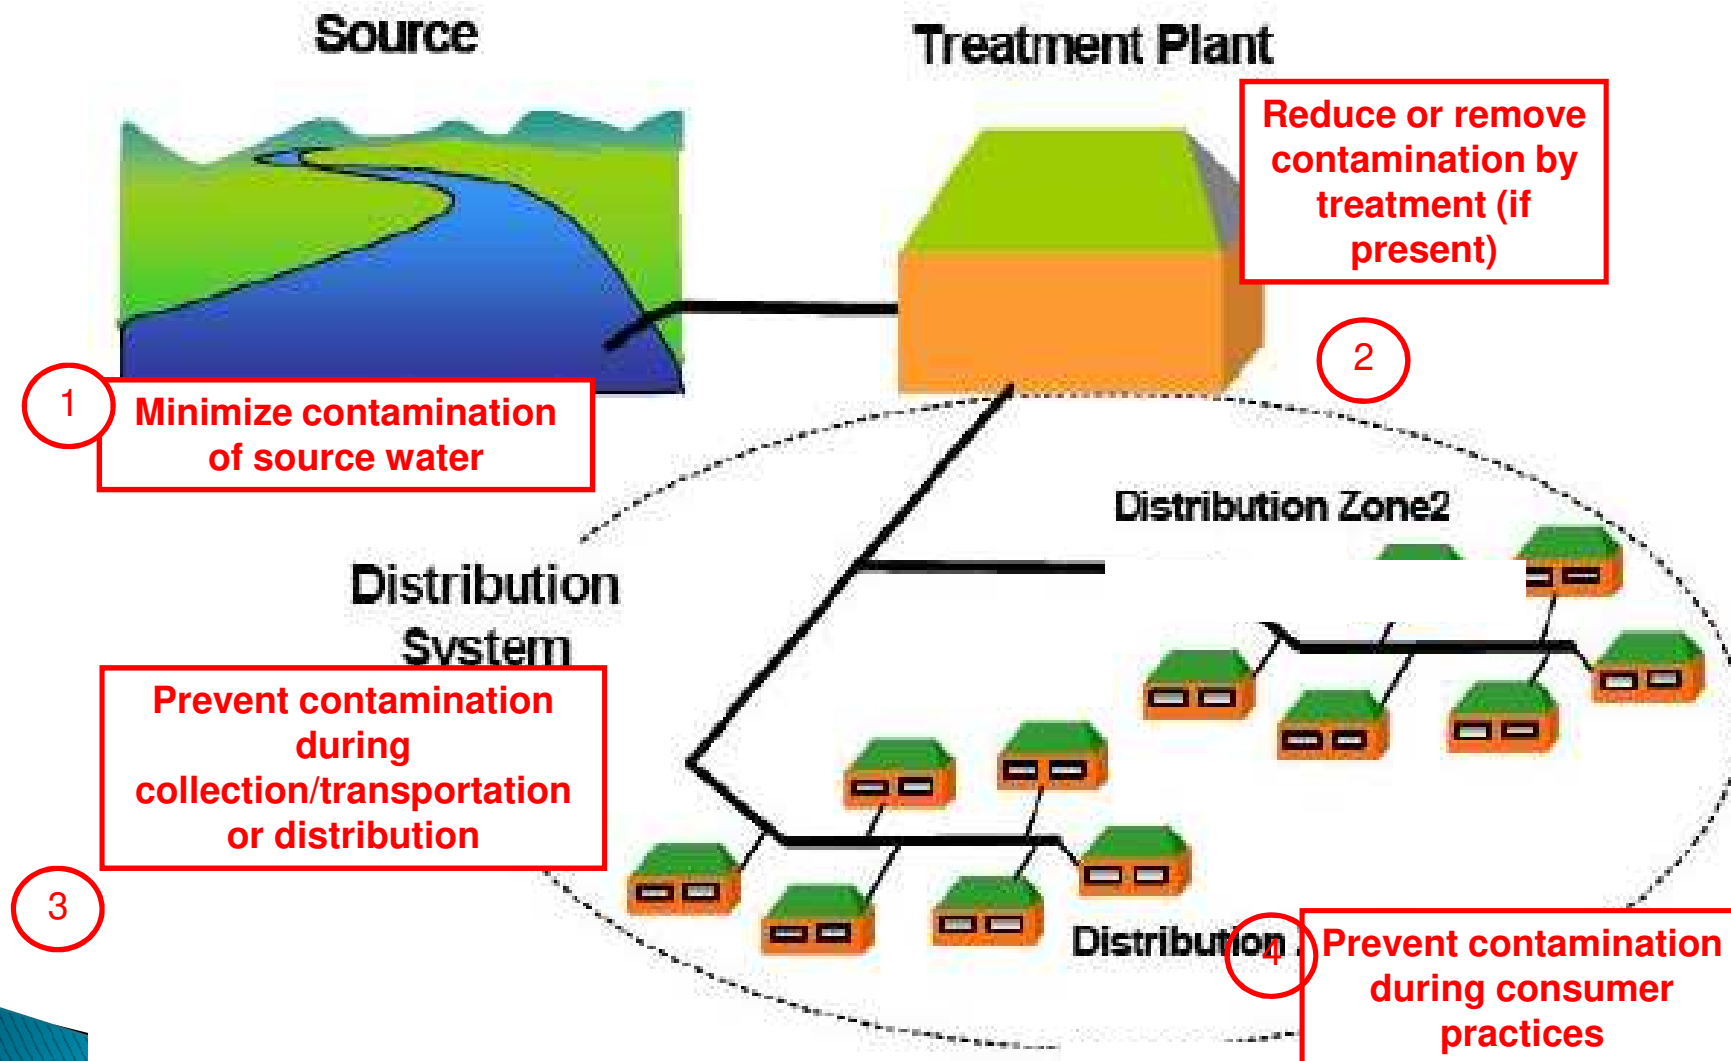 Source
Treatment Plant
Reduce or remove
contamination by
treatment (if
present)
2
1
Minimize contamination
of source water
Distribution Zone2
Distribution
System
Prevent contamination
during
collection/transportation
or distribution
3
Distribution
4
Prevent contamination
during consumer
practices